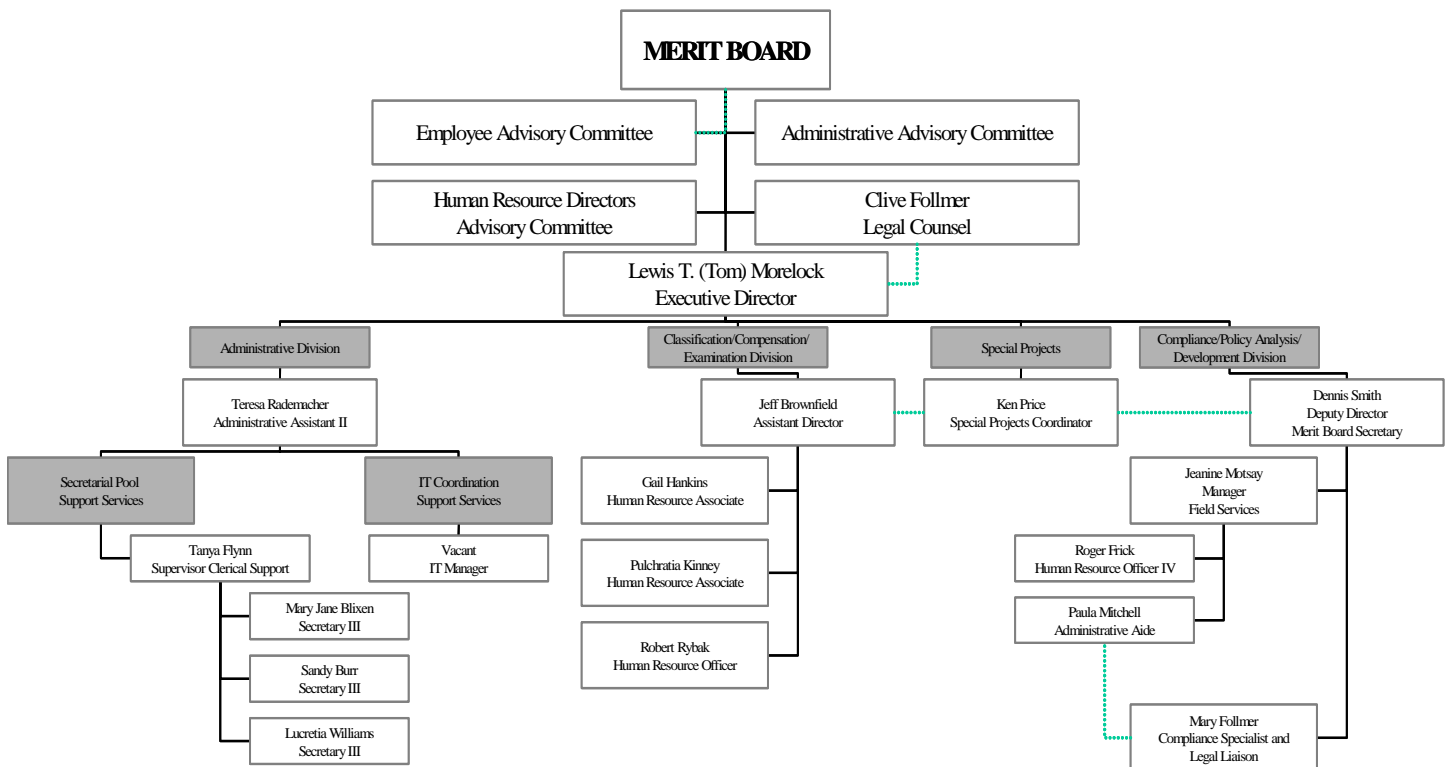 MERIT BOARD
Employee Advisory Committee
Administrative Advisory Committee
Human Resource Directors
Advisory Committee
Clive Follmer
Legal Counsel
Lewis T. (Tom) Morelock
Executive Director
Administrative Division
Classification/Compensation/
Examination Division
Special Projects
Compliance/Policy Analysis/
Development Division
Teresa Rademacher
Administrative Assistant II
Jeff Brownfield
Assistant Director
Ken Price
Special Projects Coordinator
Dennis Smith
Deputy Director
Merit Board Secretary
Secretarial Pool
Support Services
IT Coordination
Support Services
Gail Hankins
Human Resource Associate
Jeanine Motsay
Manager
Field Services
Tanya Flynn
Supervisor Clerical Support
Vacant
IT Manager
Pulchratia Kinney
Human Resource Associate
Roger Frick
Human Resource Officer IV
Mary Jane Blixen
Secretary III
Paula Mitchell
Administrative Aide
Robert Rybak
Human Resource Officer
Sandy Burr
Secretary III
Lucretia Williams
Secretary III
Mary Follmer
Compliance Specialist and
Legal Liaison